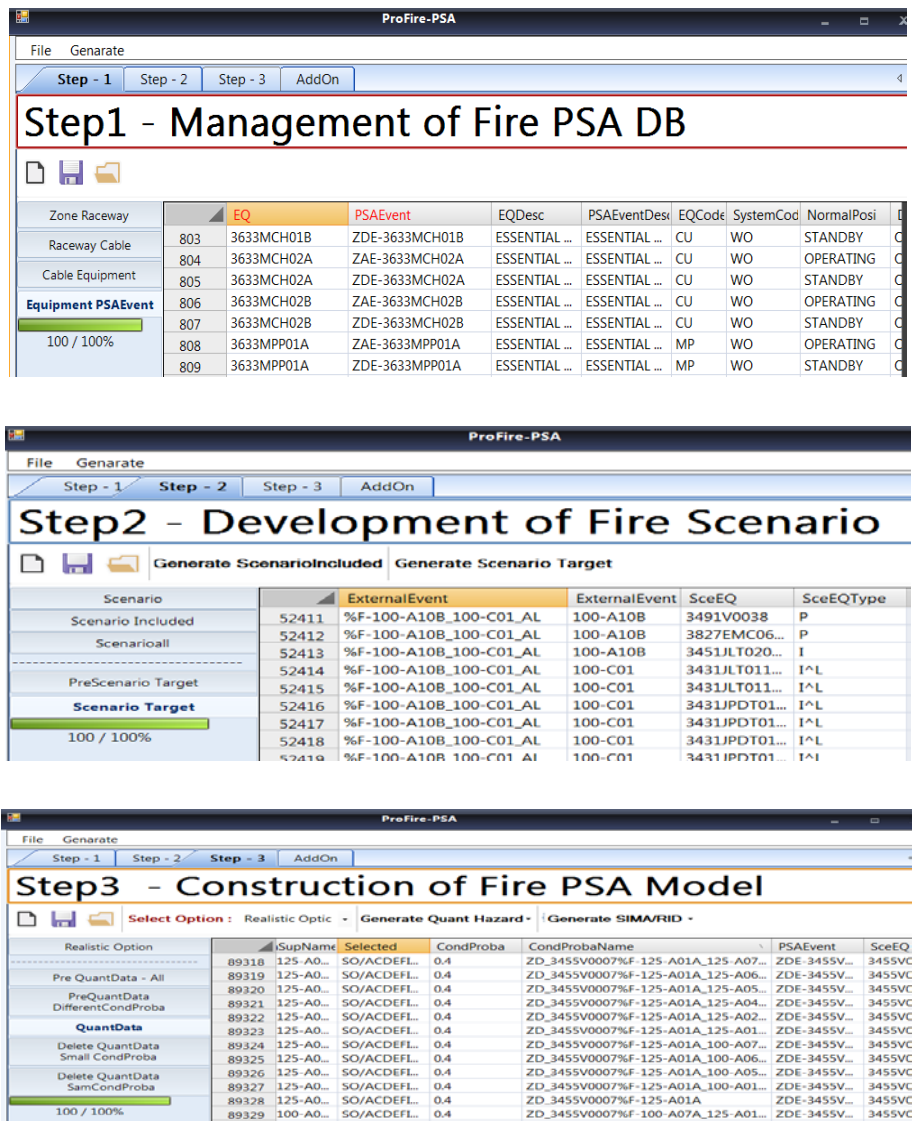 ProFire-PSA
File Genarate
Step - 1 Step - 2 Step - 3 AddOn
Step1 - Management of Fire PSA DB
Zone Raceway
Raceway Cable
Cable Equipment
Equipment PSAEvent
100 / 100%
EQ PSAEvent EQDesc PSAEventDesc EQCode SystemCod NormalPosi
803 3633MCH01B ZDE-3633MCH01B ESSENTIAL ... ESSENTIAL ... CU WO STANDBY
804 3633MCH02A ZAE-3633MCH02A ESSENTIAL ... ESSENTIAL ... CU WO OPERATING
805 3633MCH02A ZDE-3633MCH02A ESSENTIAL ... ESSENTIAL ... CU WO STANDBY
806 3633MCH02B ZAE-3633MCH02B ESSENTIAL ... ESSENTIAL ... CU WO OPERATING
807 3633MCH02B ZDE-3633MCH02B ESSENTIAL ... ESSENTIAL ... CU WO STANDBY
808 3633MPP01A ZAE-3633MPP01A ESSENTIAL ... ESSENTIAL ... MP WO OPERATING
809 3633MPP01A ZDE-3633MPP01A ESSENTIAL ... ESSENTIAL ... MP WO STANDBY
ProFire-PSA
File Genarate
Step - 1 Step - 2 Step - 3 AddOn
Step2 - Development of Fire Scenario
Generate ScenarioIncluded Generate Scenario Target
Scenario
Scenario Included
Scenarioall
PreScenario Target
Scenario Target
100 / 100%
ExternalEvent ExternalEvent SceEQ SceEQType
52411 %F-100-A10B_100-C01_AL 100-A10B 3491V0038 P
52412 %F-100-A10B_100-C01_AL 100-A10B 3827EMC06... P
52413 %F-100-A10B_100-C01_AL 100-A10B 3451JLT020... I
52414 %F-100-A10B_100-C01_AL 100-C01 3431JLT011... I^L
52415 %F-100-A10B_100-C01_AL 100-C01 3431JLT011... I^L
52416 %F-100-A10B_100-C01_AL 100-C01 3431JPDT01... I^L
52417 %F-100-A10B_100-C01_AL 100-C01 3431JPDT01... I^L
52418 %F-100-A10B_100-C01_AL 100-C01 3431JPDT01... I^L
52419 %F-100-A10B_100-C01_AL 100-C01 3431JPDT01... I^L
ProFire-PSA
File Genarate
Step - 1 Step - 2 Step - 3 AddOn
Step3 - Construction of Fire PSA Model
Select Option : Realistic Optic Generate Quant Hazard Generate SIMA/RID
Realistic Option
Pre QuantData - All
PreQuantData
DifferentCondProba
QuantData
Delete QuantData
Small CondProba
Delete QuantData
SamCondProba
100 / 100%
SupName Selected CondProba CondProbaName PSAEvent SceEQ
89318 125-A0... SO/ACDEFI... 0.4 ZD_3455V0007%F-125-A01A_125-A07... ZDE-3455V... 3455VC
89319 125-A0... SO/ACDEFI... 0.4 ZD_3455V0007%F-125-A01A_125-A06... ZDE-3455V... 3455VC
89320 125-A0... SO/ACDEFI... 0.4 ZD_3455V0007%F-125-A01A_125-A05... ZDE-3455V... 3455VC
89321 125-A0... SO/ACDEFI... 0.4 ZD_3455V0007%F-125-A01A_125-A04... ZDE-3455V... 3455VC
89322 125-A0... SO/ACDEFI... 0.4 ZD_3455V0007%F-125-A01A_125-A02... ZDE-3455V... 3455VC
89323 125-A0... SO/ACDEFI... 0.4 ZD_3455V0007%F-125-A01A_125-A01... ZDE-3455V... 3455VC
89324 125-A0... SO/ACDEFI... 0.4 ZD_3455V0007%F-125-A01A_100-A07... ZDE-3455V... 3455VC
89325 125-A0... SO/ACDEFI... 0.4 ZD_3455V0007%F-125-A01A_100-A06... ZDE-3455V... 3455VC
89326 125-A0... SO/ACDEFI... 0.4 ZD_3455V0007%F-125-A01A_100-A05... ZDE-3455V... 3455VC
89327 125-A0... SO/ACDEFI... 0.4 ZD_3455V0007%F-125-A01A_100-A01... ZDE-3455V... 3455VC
89328 125-A0... SO/ACDEFI... 0.4 ZD_3455V0007%F-125-A01A ZDE-3455V... 3455VC
89329 100-A0... SO/ACDEFI... 0.4 ZD_3455V0007%F-100-A07A_125-A01... ZDE-3455V... 3455VC